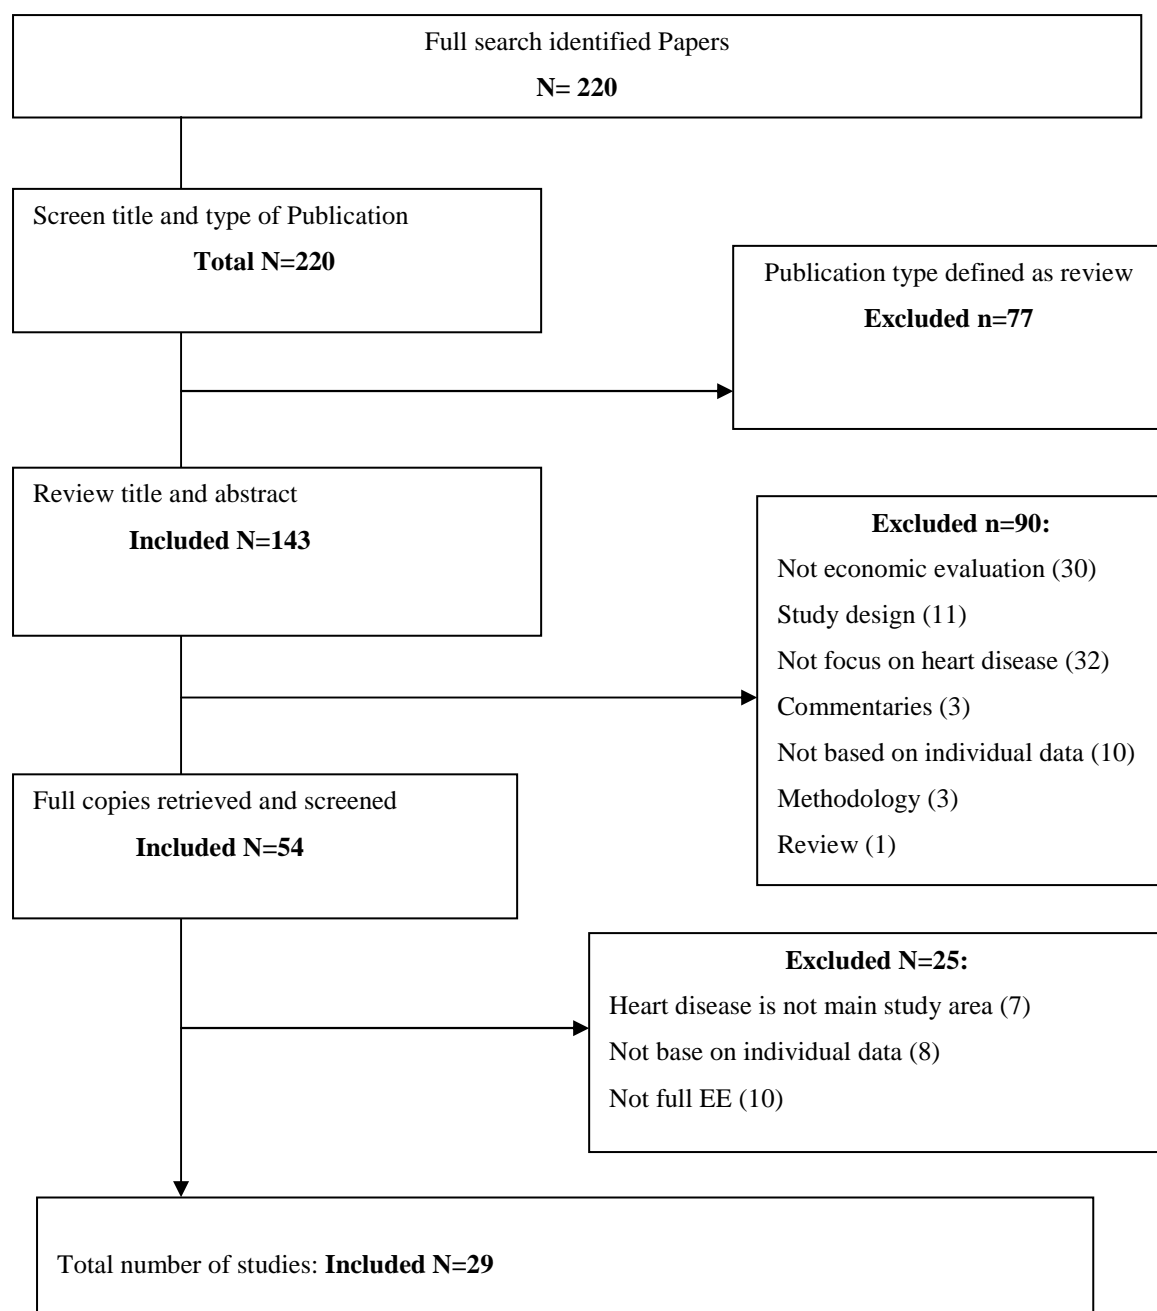 Full search identified Papers
N= 220
Screen title and type of Publication
Total N=220
Publication type defined as review
Excluded n=77
Review title and abstract
Included N=143
Excluded n=90:
Not economic evaluation (30)
Study design (11)
Not focus on heart disease (32)
Commentaries (3)
Not based on individual data (10)
Methodology (3)
Review (1)
Full copies retrieved and screened
Included N=54
Excluded N=25:
Heart disease is not main study area (7)
Not base on individual data (8)
Not full EE (10)
Total number of studies: Included N=29